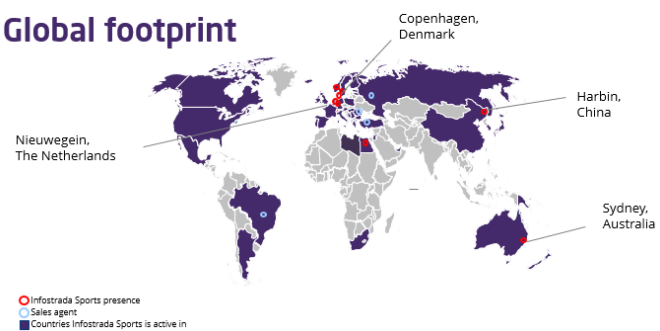 Global footprint
Copenhagen,
Denmark
Harbin,
China
Nieuwegein,
The Netherlands
Sydney,
Australia
Infostrada Sports presence
Sales agent
Countries Infostrada Sports is active in